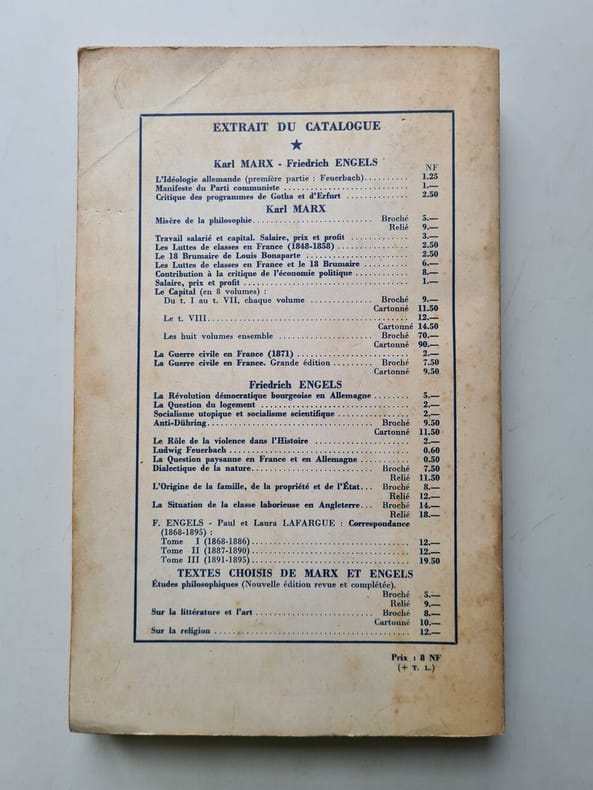 EXTRAIT DU CATALOGUE
★
Karl MARX - Friedrich ENGELS
NF
L'Idéologie allemande (première partie : Feuerbach).......... 1.25
Manifeste du Parti communiste .......... 1.—
Critique des programmes de Gotha et d'Erfurt .......... 2.50
Karl MARX
Misère de la philosophie.......... Broché 5.—
Relié 9.—
Travail salarié et capital. Salaire, prix et profit .......... 3.—
Les Luttes de classes en France (1848-1858) .......... 2.50
Le 18 Brumaire de Louis Bonaparte .......... 2.50
Les Luttes de classes en France et le 18 Brumaire .......... 6.—
Contribution à la critique de l'économie politique .......... 8.—
Salaire, prix et profit .......... 1.—
Le Capital (en 8 volumes) :
Du t. I au t. VII, chaque volume .......... Broché 9.—
Cartonné 11.50
Le t. VIII.......... 12.—
Cartonné 14.50
Les huit volumes ensemble .......... Broché 70.—
Cartonné 90.—
La Guerre civile en France (1871) .......... 2.—
La Guerre civile en France. Grande édition .......... Broché 7.50
Cartonné 9.50
Friedrich ENGELS
La Révolution démocratique bourgeoise en Allemagne ........ 5.—
La Question du logement .......... 2.—
Socialisme utopique et socialisme scientifique .......... 2.—
Anti-Dühring.......... Broché 9.50
Cartonné 11.50
Le Rôle de la violence dans l'Histoire .......... 2.—
Ludwig Feuerbach .......... 0.60
La Question paysanne en France et en Allemagne .......... 0.50
Dialectique de la nature.......... Broché 7.50
Relié 11.50
L'Origine de la famille, de la propriété et de l'État... Broché 8.—
Relié 12.—
La Situation de la classe laborieuse en Angleterre... Broché 14.—
Relié 18.—
F. ENGELS - Paul et Laura LAFARGUE : Correspondance
(1868-1895) :
Tome I (1868-1886) .......... 12.—
Tome II (1887-1890) .......... 12.—
Tome III (1891-1895) .......... 19.50
TEXTES CHOISIS DE MARX ET ENGELS
Études philosophiques (Nouvelle édition revue et complétée).
Broché 5.—
Relié 9.—
Sur la littérature et l'art .......... Broché 8.—
Cartonné 10.—
Sur la religion .......... 12.—
Prix : 8 NF
(+ T. L.)